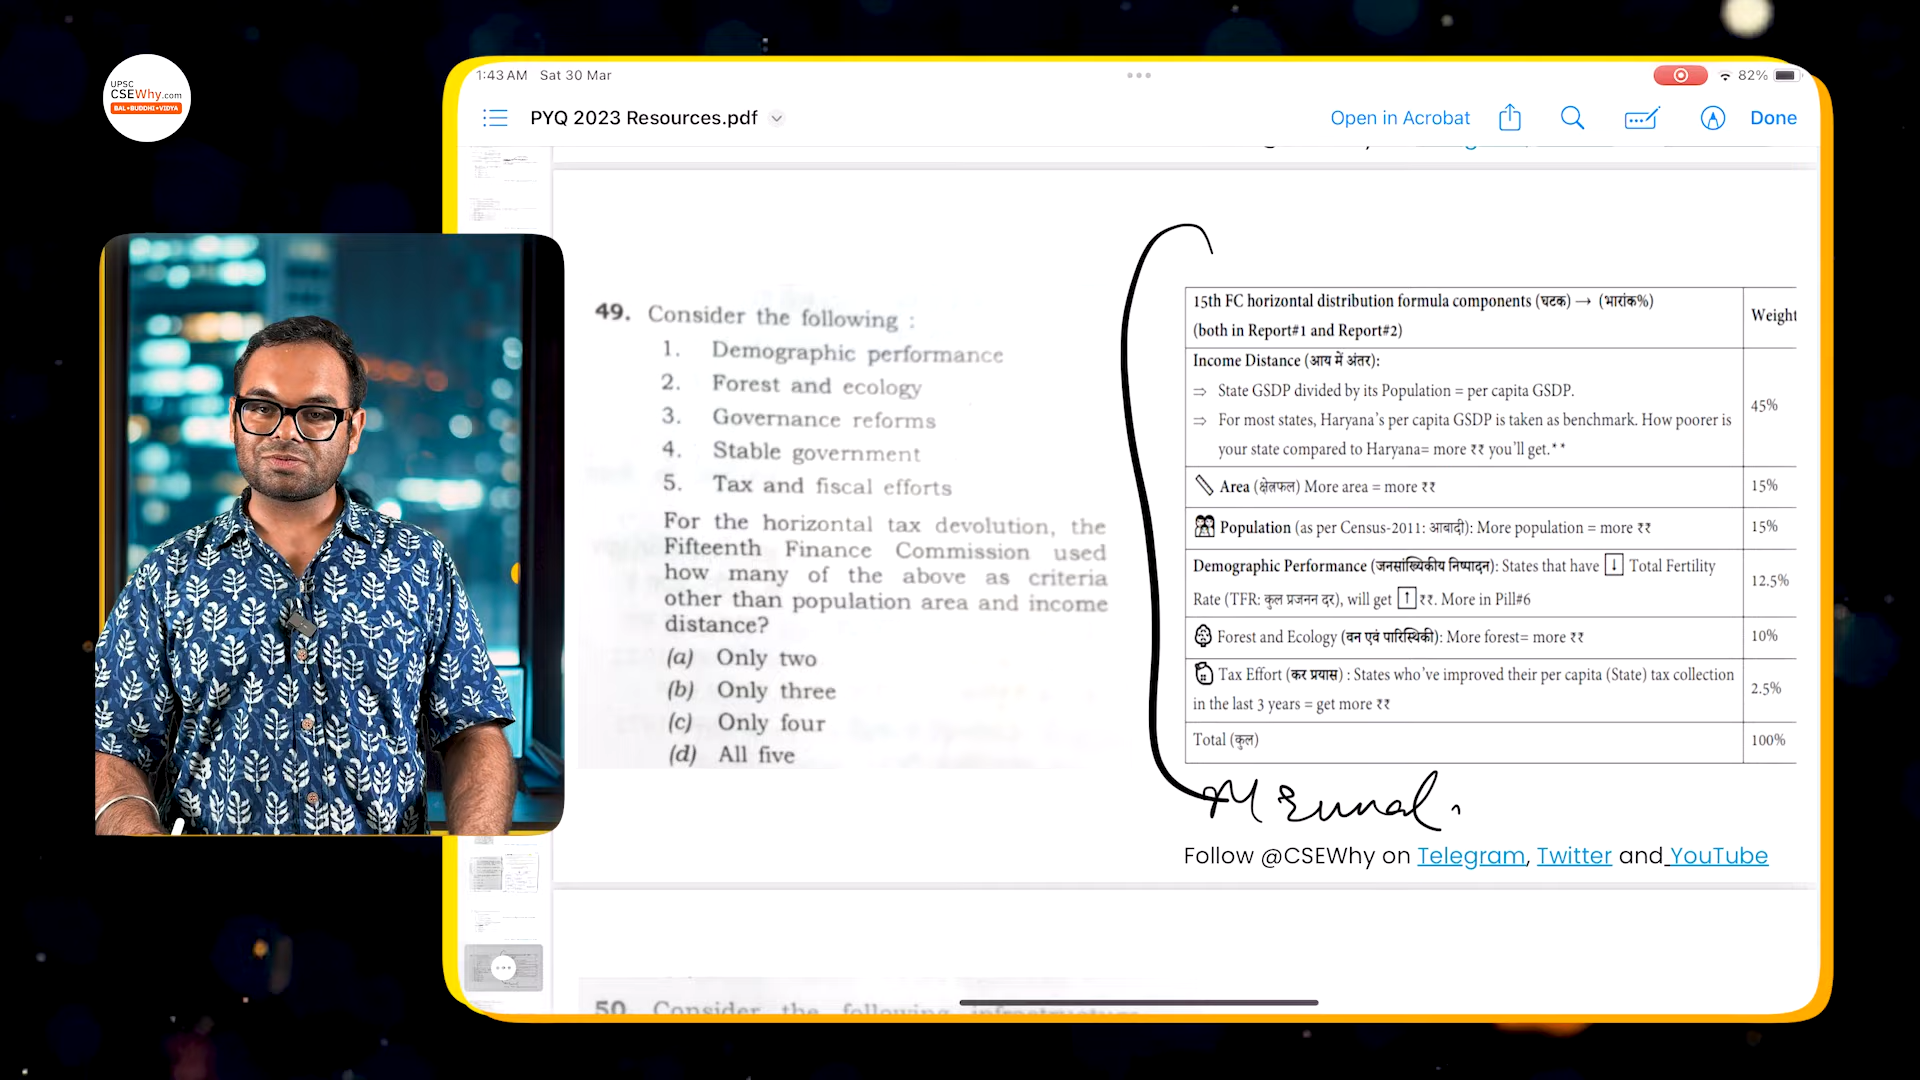 UPSC
CSEWhy.com
BAL•BUDDHI•VIDYA
1:43 AM Sat 30 Mar
82%
PYQ 2023 Resources.pdf
Open in Acrobat
Done
49. Consider the following :
1. Demographic performance
2. Forest and ecology
3. Governance reforms
4. Stable government
5. Tax and fiscal efforts
For the horizontal tax devolution, the
Fifteenth Finance Commission used
how many of the above as criteria
other than population area and income
distance?
(a) Only two
(b) Only three
(c) Only four
(d) All five
15th FC horizontal distribution formula components (घटक) → (भारांक%)
(both in Report#1 and Report#2)
Weight
Income Distance (आय में अंतर):
⇒ State GSDP divided by its Population = per capita GSDP.
⇒ For most states, Haryana's per capita GSDP is taken as benchmark. How poorer is
your state compared to Haryana= more ₹₹ you'll get.**
45%
Area (क्षेत्रफल) More area = more ₹₹
15%
Population (as per Census-2011: आबादी): More population = more ₹₹
15%
Demographic Performance (जनसांख्यिकीय निष्पादन): States that have ↓ Total Fertility
Rate (TFR: कुल प्रजनन दर), will get ↑ ₹₹. More in Pill#6
12.5%
Forest and Ecology (वन एवं पारिस्थिकी): More forest= more ₹₹
10%
Tax Effort (कर प्रयास) : States who've improved their per capita (State) tax collection
in the last 3 years = get more ₹₹
2.5%
Total (कुल)
100%
Mrunal
Follow @CSEWhy on Telegram, Twitter and YouTube
50. Consider the following infrastructure